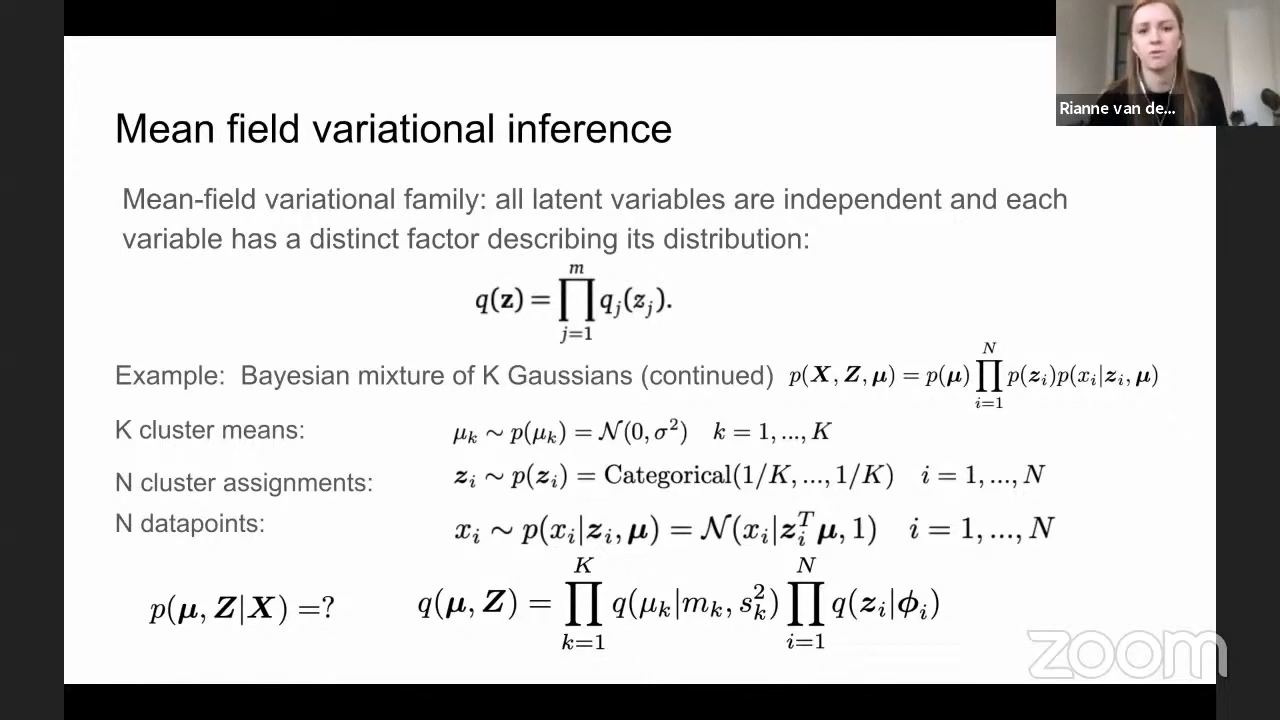 Rianne van de...
Mean field variational inference
Mean-field variational family: all latent variables are independent and each
variable has a distinct factor describing its distribution:
q(𝐳) = ∏_{j=1}^{m} q_j(z_j).
Example: Bayesian mixture of K Gaussians (continued) p(𝑿, 𝒁, 𝝁) = p(𝝁) ∏_{i=1}^{N} p(𝒛_i)p(x_i|𝒛_i, 𝝁)
K cluster means: μ_k ∼ p(μ_k) = 𝒩(0, σ²) k = 1, ..., K
N cluster assignments: 𝒛_i ∼ p(𝒛_i) = Categorical(1/K, ..., 1/K) i = 1, ..., N
N datapoints: x_i ∼ p(x_i|𝒛_i, 𝝁) = 𝒩(x_i|𝒛_i^T 𝝁, 1) i = 1, ..., N
p(𝝁, 𝒁|𝑿) =? q(𝝁, 𝒁) = ∏_{k=1}^{K} q(μ_k|m_k, s_k^2) ∏_{i=1}^{N} q(𝒛_i|𝝓_i)
zoom